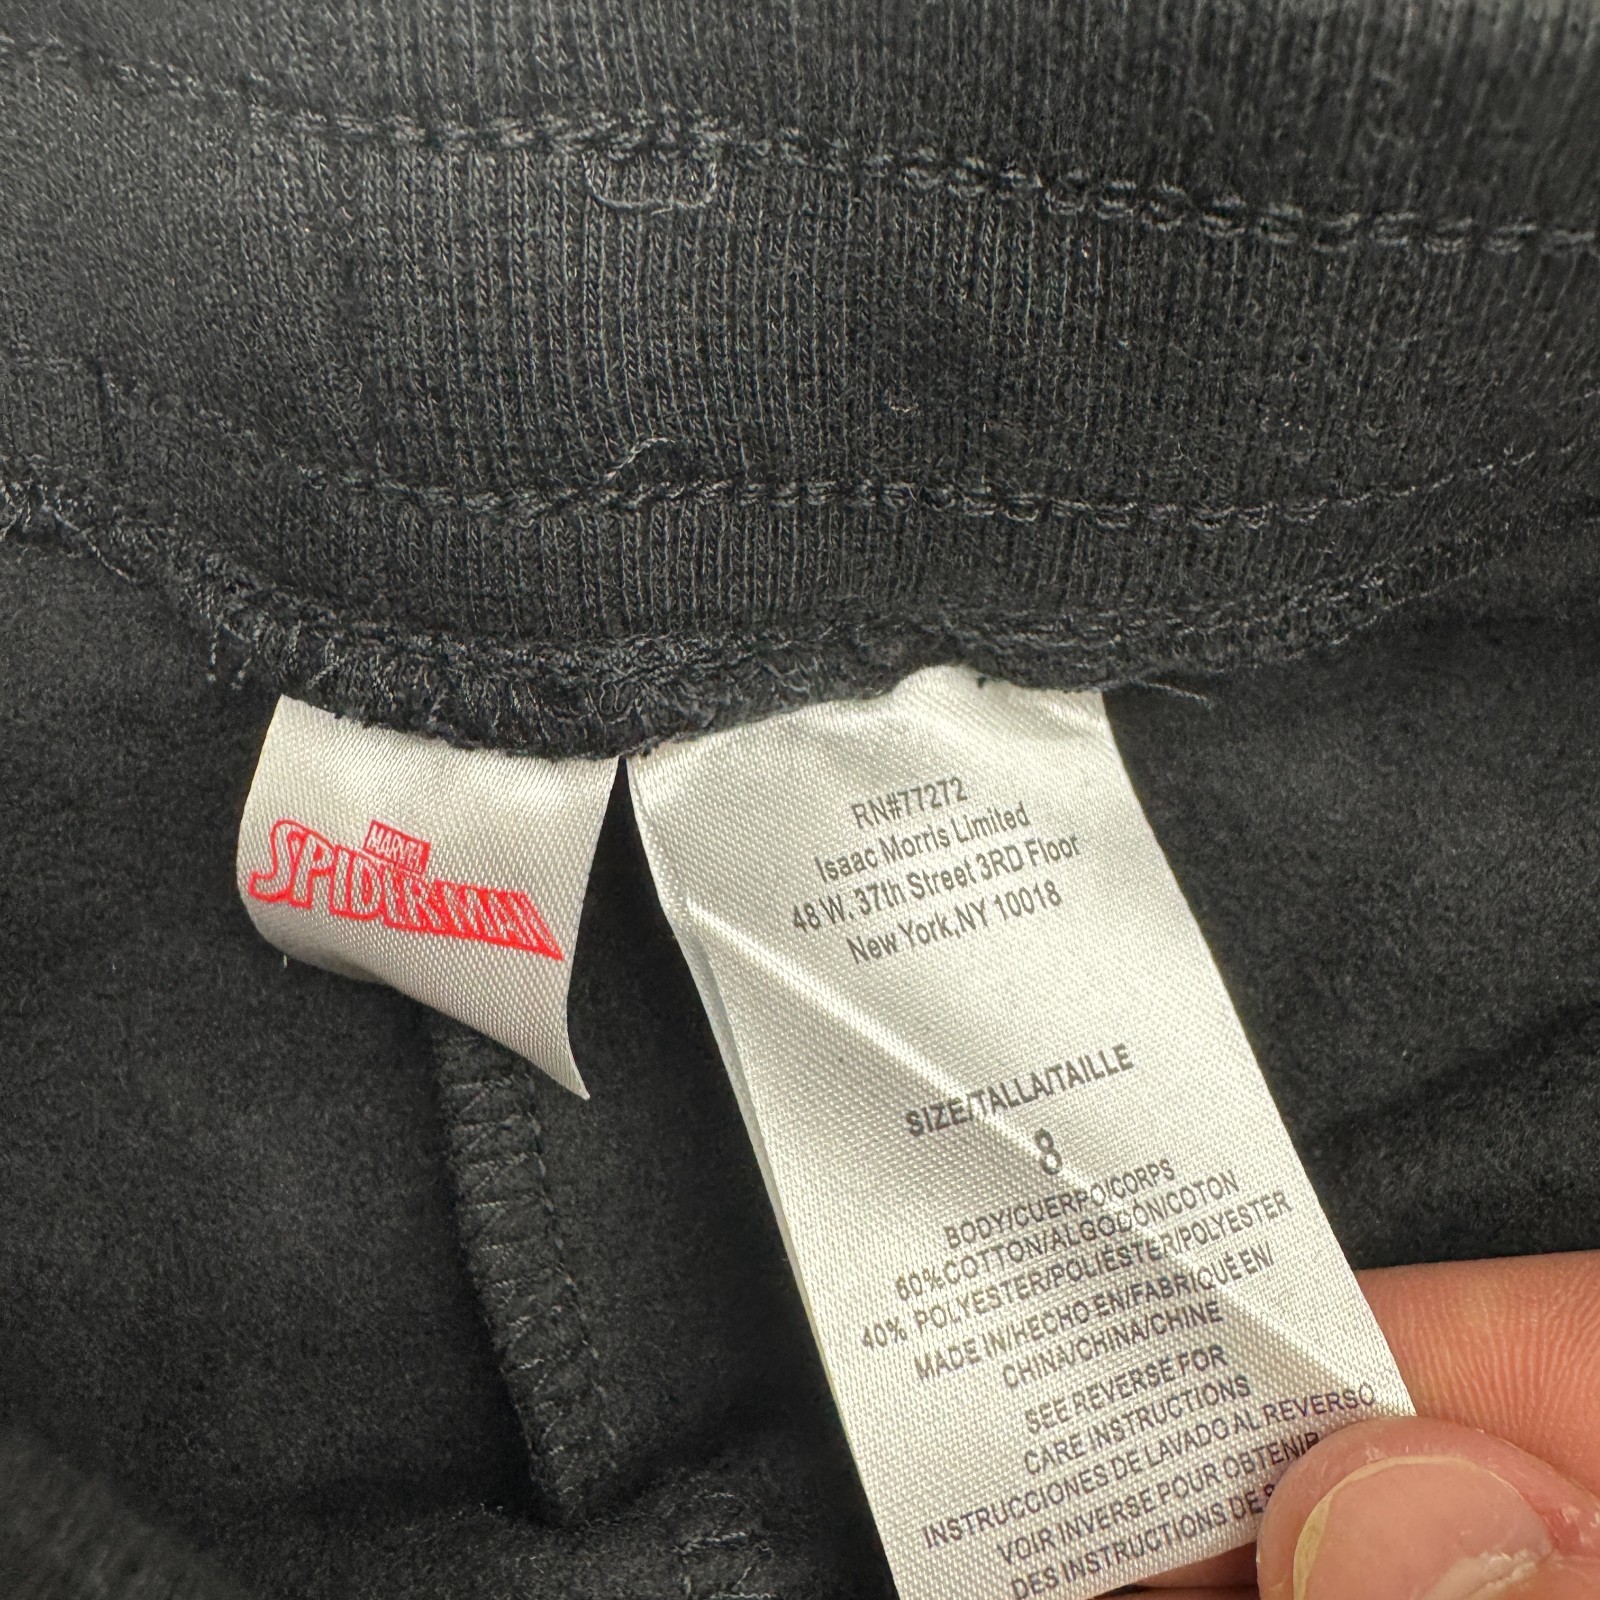 MARVEL
SPIDER-MAN
RN#77272
Isaac Morris Limited
48 W. 37th Street 3RD Floor
New York,NY 10018
SIZE/TALLA/TAILLE
8
BODY/CUERPO/CORPS
60%COTTON/ALGODÓN/COTON
40% POLYESTER/POLIÉSTER/POLYESTER
MADE IN/HECHO EN/FABRIQUÉ EN/
CHINA/CHINA/CHINE
SEE REVERSE FOR
CARE INSTRUCTIONS
INSTRUCCIONES DE LAVADO AL REVERSO
VOIR INVERSE POUR OBTENIR
DES INSTRUCTIONS DE